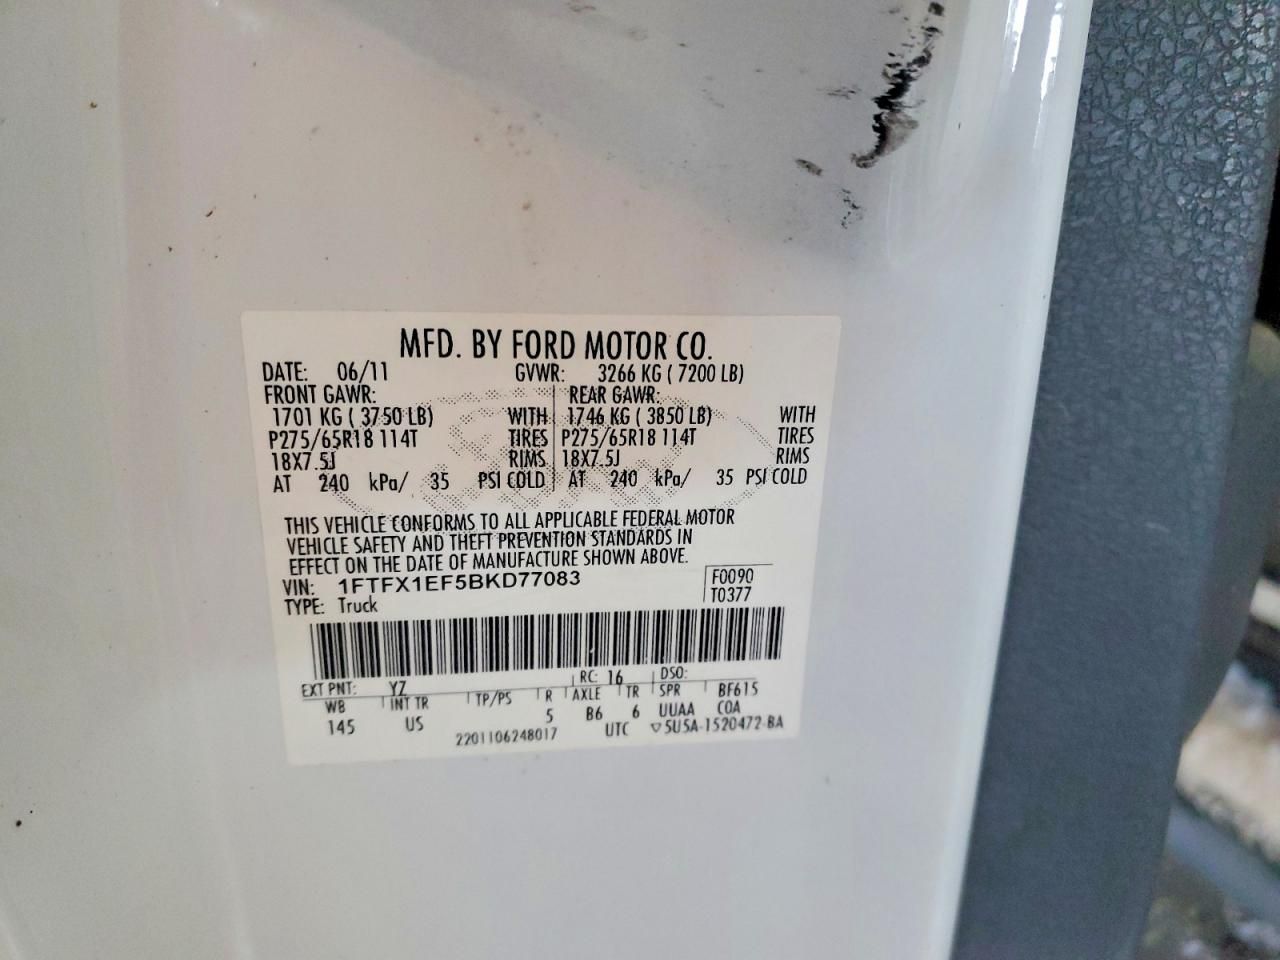 MFD. BY FORD MOTOR CO.
DATE: 06/11 GVWR: 3266 KG ( 7200 LB)
FRONT GAWR: REAR GAWR:
1701 KG ( 3750 LB) WITH 1746 KG ( 3850 LB) WITH
P275/65R18 114T TIRES P275/65R18 114T TIRES
18X7.5J RIMS 18X7.5J RIMS
AT 240 kPa/ 35 PSI COLD AT 240 kPa/ 35 PSI COLD
THIS VEHICLE CONFORMS TO ALL APPLICABLE FEDERAL MOTOR
VEHICLE SAFETY AND THEFT PREVENTION STANDARDS IN
EFFECT ON THE DATE OF MANUFACTURE SHOWN ABOVE.
VIN: 1FTFX1EF5BKD77083 F0090
TYPE: Truck T0377
EXT PNT: YZ RC: 16 DSO:
WB INT TR TP/PS R AXLE TR SPR BF615
145 US 5 B6 6 UUAA COA
2201106248017 UTC ▽5U5A-1520472-BA